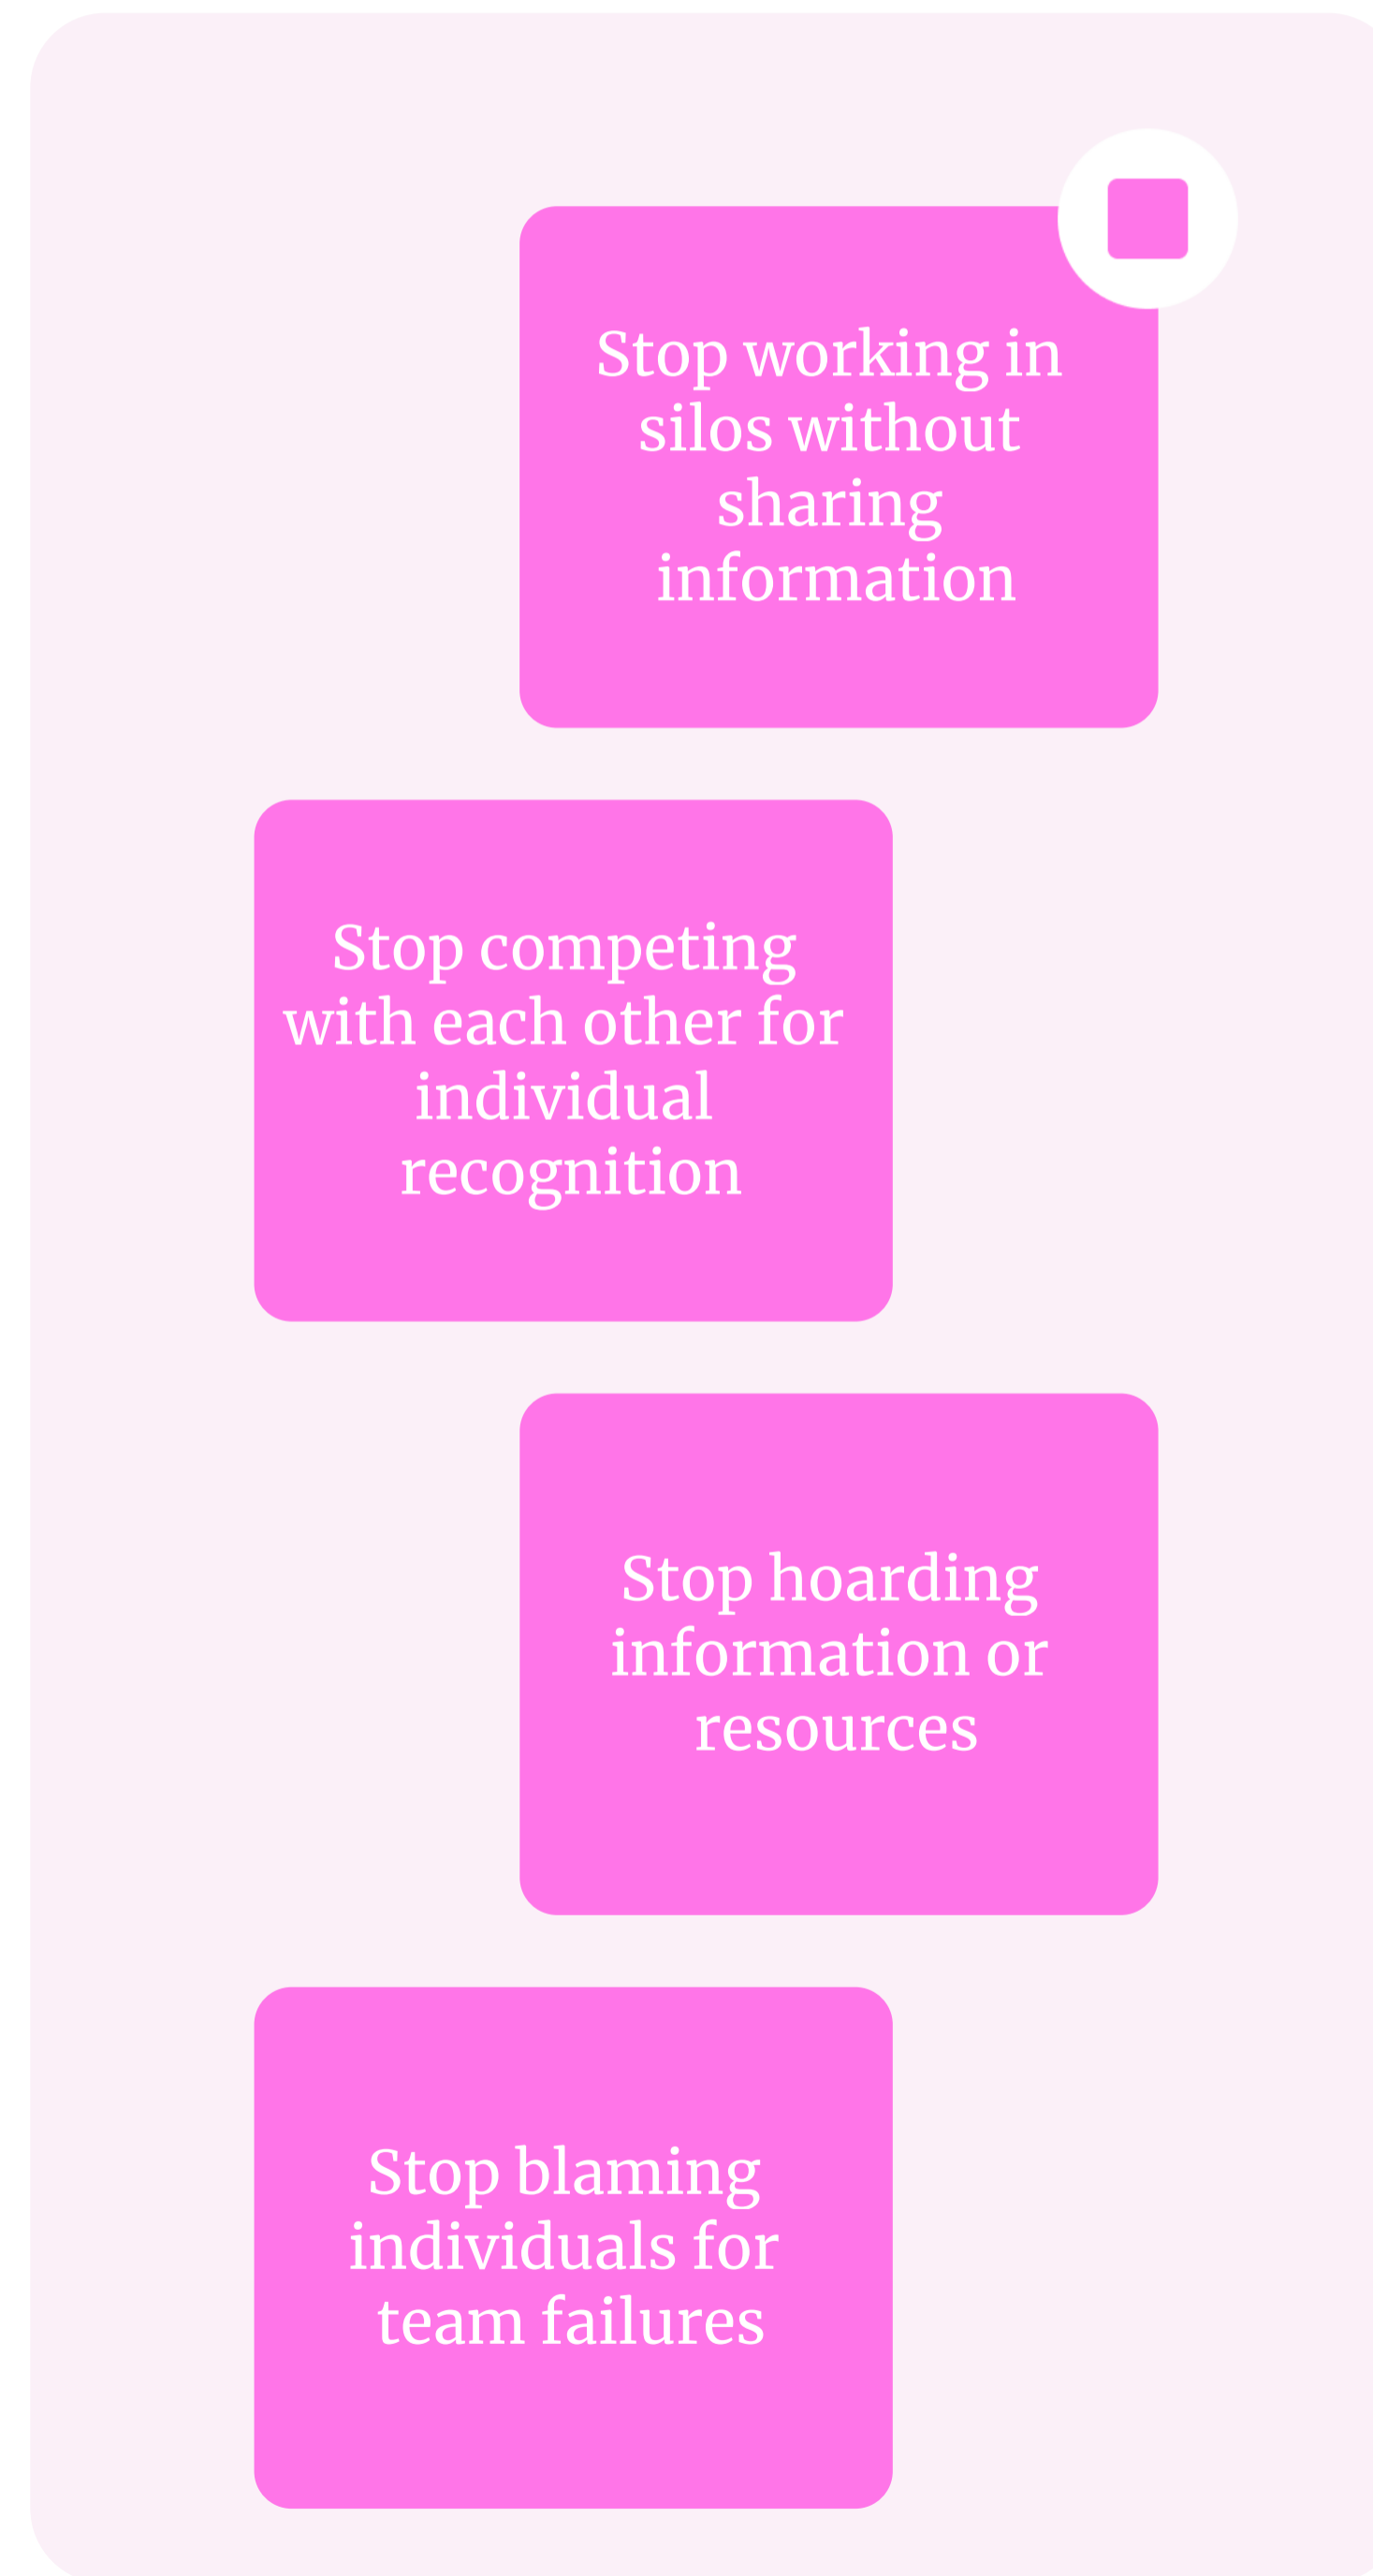 Stop working in
silos without
sharing
information
Stop competing
with each other for
individual
recognition
Stop hoarding
information or
resources
Stop blaming
individuals for
team failures